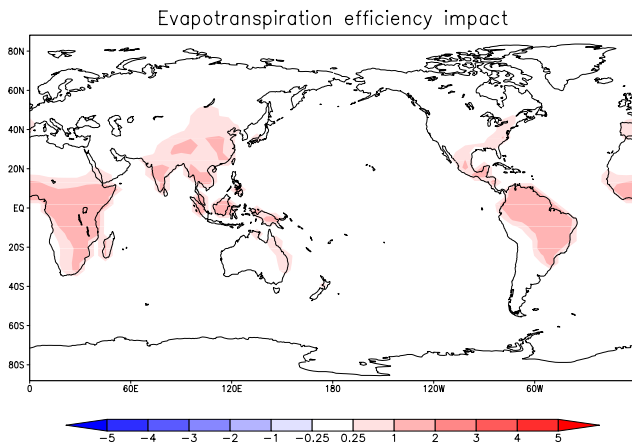 Evapotranspiration efficiency impact
80N
60N
40N
20N
EQ
20S
40S
60S
80S
0 60E 120E 180 120W 60W
-5 -4 -3 -2 -1 -0.25 0.25 1 2 3 4 5